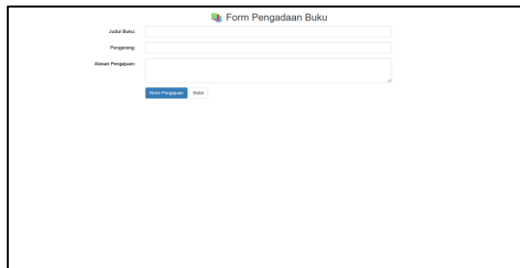 Form Pengadaan Buku
Judul Buku:
Pengarang:
Alasan Pengajuan:
Kirim Pengajuan Batal